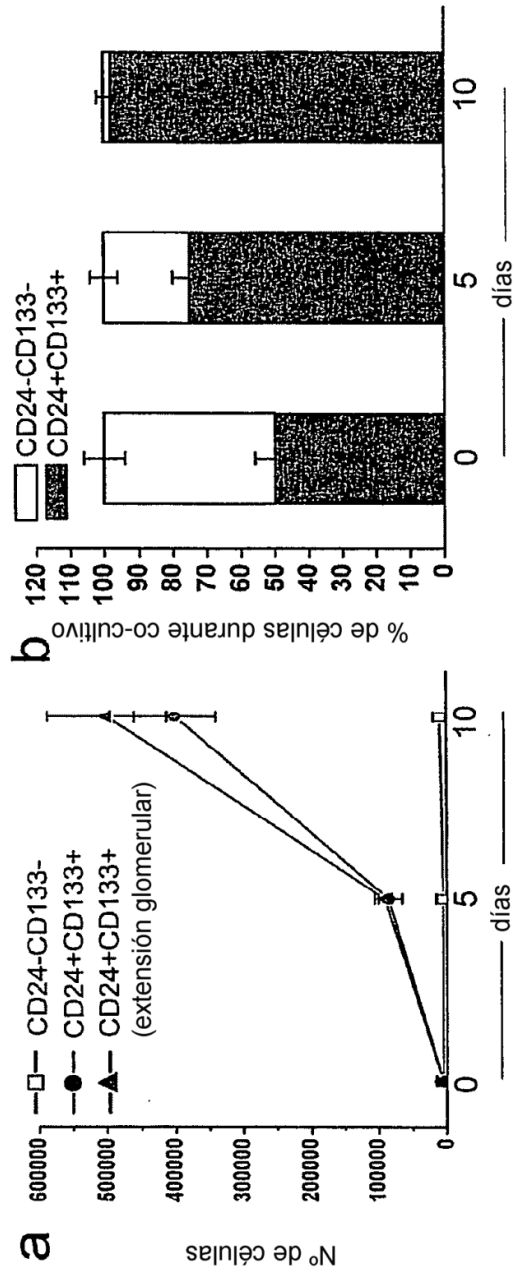 a
600000
500000
400000
300000
200000
100000
0
Nº de células
CD24-CD133-
CD24+CD133+
CD24+CD133+
(extensión glomerular)
0 5 10
días
b
120
110
100
90
80
70
60
50
40
30
20
10
0
% de células durante co-cultivo
CD24-CD133-
CD24+CD133+
0 5 10
días